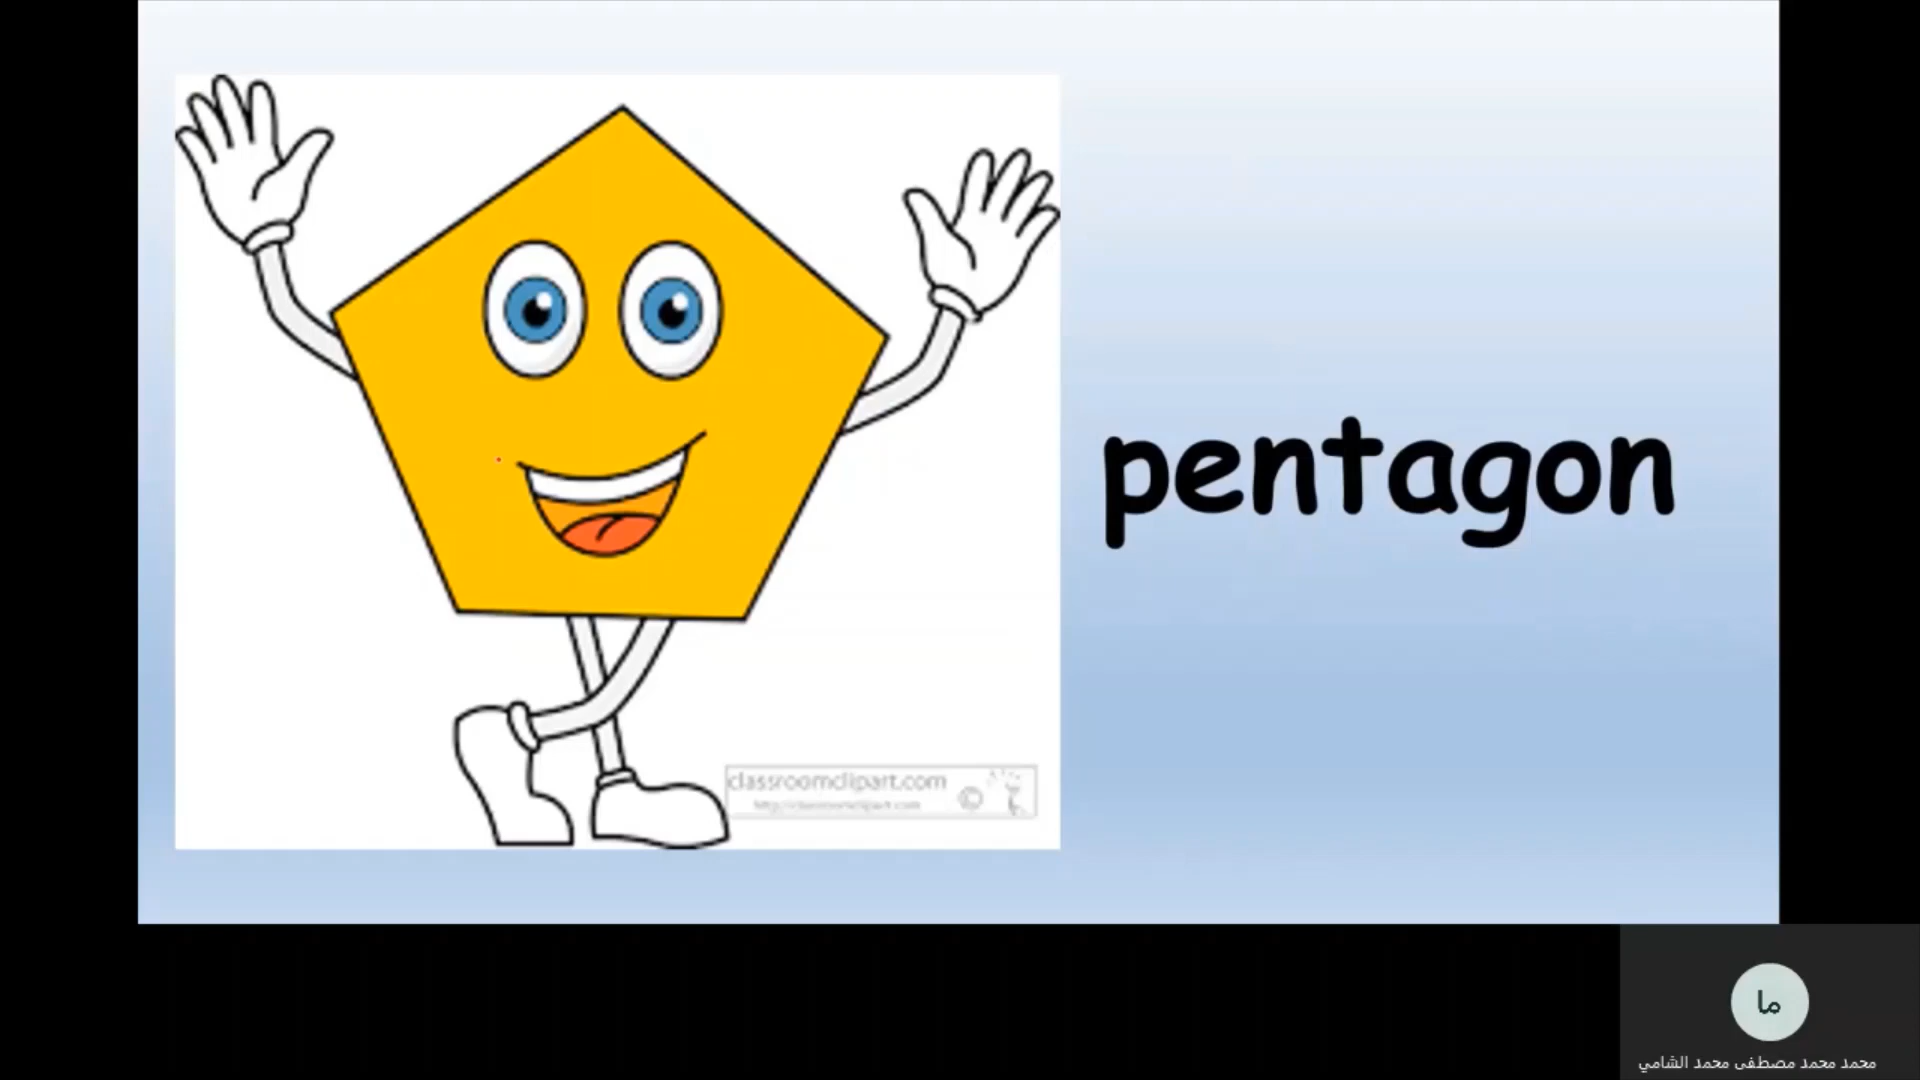 pentagon
classroomclipart.com
http://classroomclipart.com
©
ما
محمد محمد مصطفى محمد الشامي